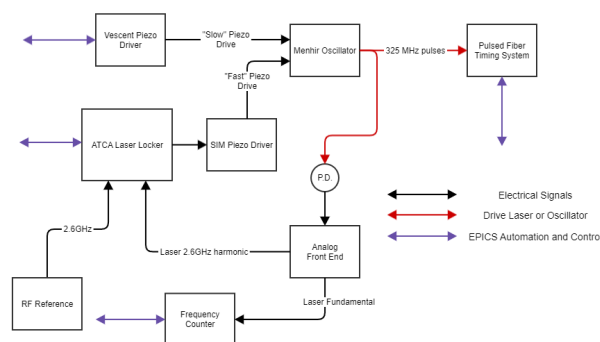 Vescent Piezo
Driver
"Slow" Piezo
Drive
Menhir Oscillator
325 MHz pulses
Pulsed Fiber
Timing System
"Fast" Piezo
Drive
ATCA Laser Locker
SIM Piezo Driver
P.D.
Electrical Signals
Drive Laser or Oscillator
EPICS Automation and Contro
2.6GHz
Laser 2.6GHz harmonic
Analog
Front End
RF Reference
Laser Fundamental
Frequency
Counter